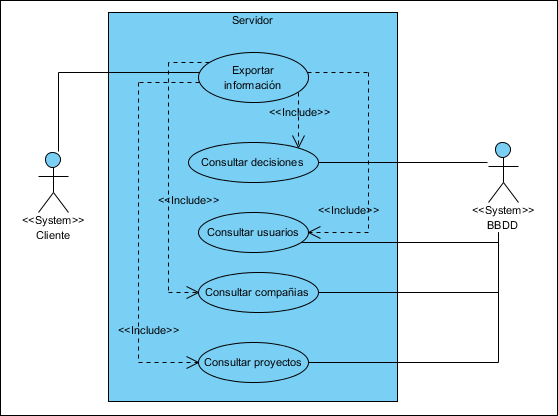 Servidor
Exportar
información
<<Include>>
Consultar decisiones
<<Include>>
<<Include>>
Consultar usuarios
<<System>>
Cliente
<<System>>
BBDD
Consultar compañias
<<Include>>
Consultar proyectos